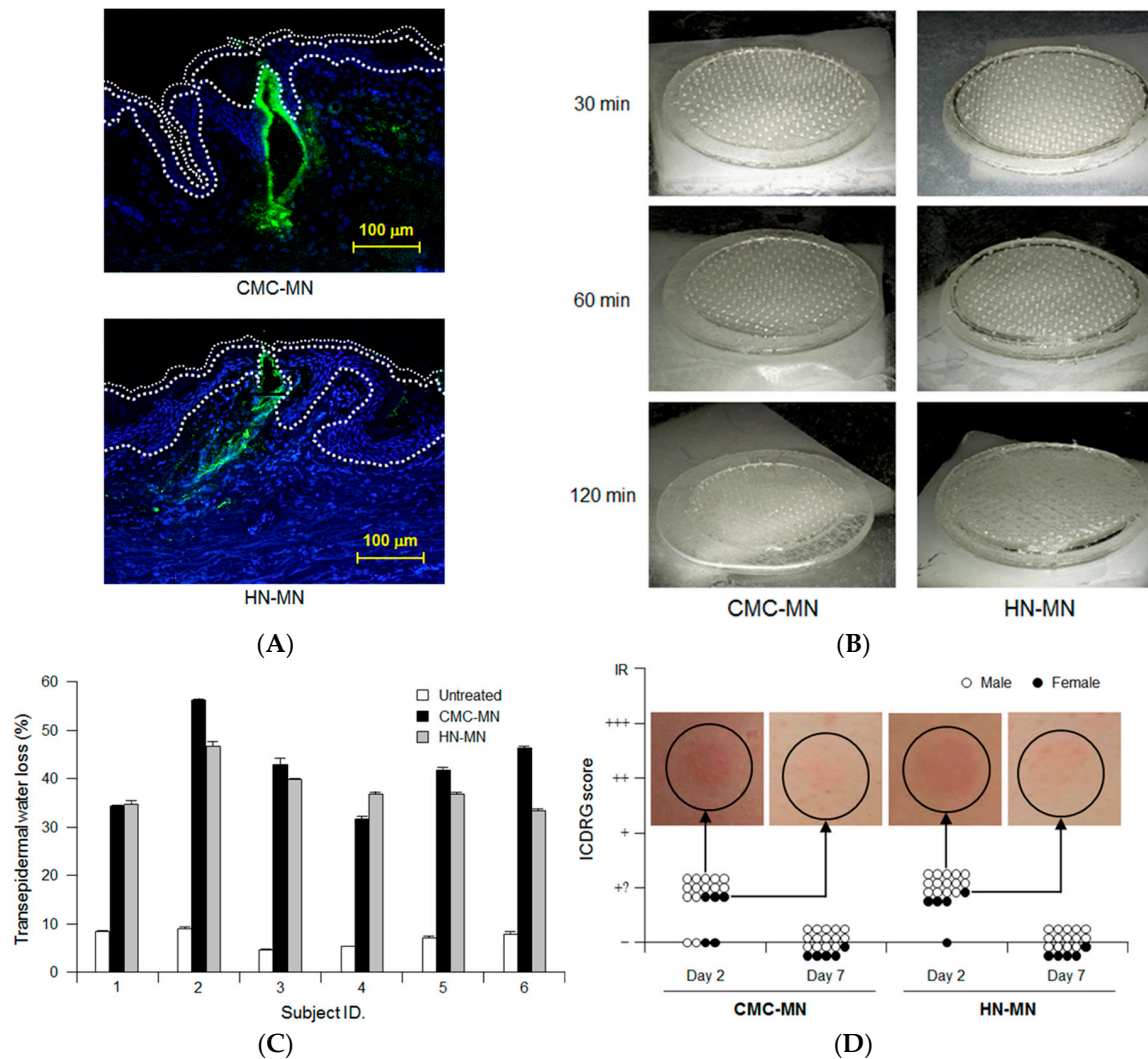 100 μm
CMC-MN
100 μm
HN-MN
(A)
30 min
60 min
120 min
CMC-MN
HN-MN
(B)
Transepidermal water loss (%)
60
50
40
30
20
10
0
Untreated
CMC-MN
HN-MN
1 2 3 4 5 6
Subject ID.
(C)
ICDRG score
IR
+++
++
+
+?
−
Male Female
Day 2 Day 7 Day 2 Day 7
CMC-MN HN-MN
(D)